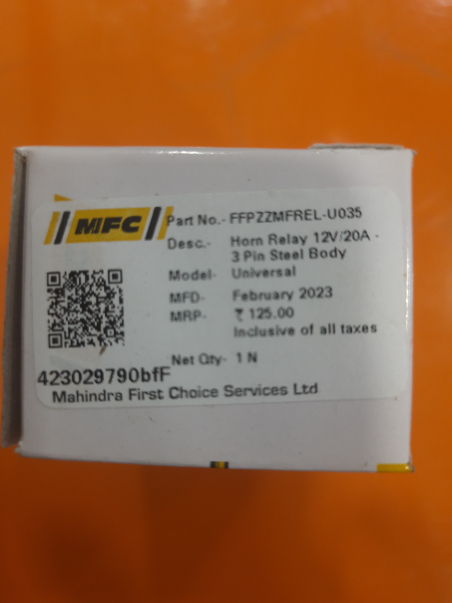 MFC
Part No.- FFPZZMFREL-U035
Desc.- Horn Relay 12V/20A -
3 Pin Steel Body
Model- Universal
MFD- February 2023
MRP- ₹ 125.00
Inclusive of all taxes
Net Qty- 1 N
423029790bfF
Mahindra First Choice Services Ltd